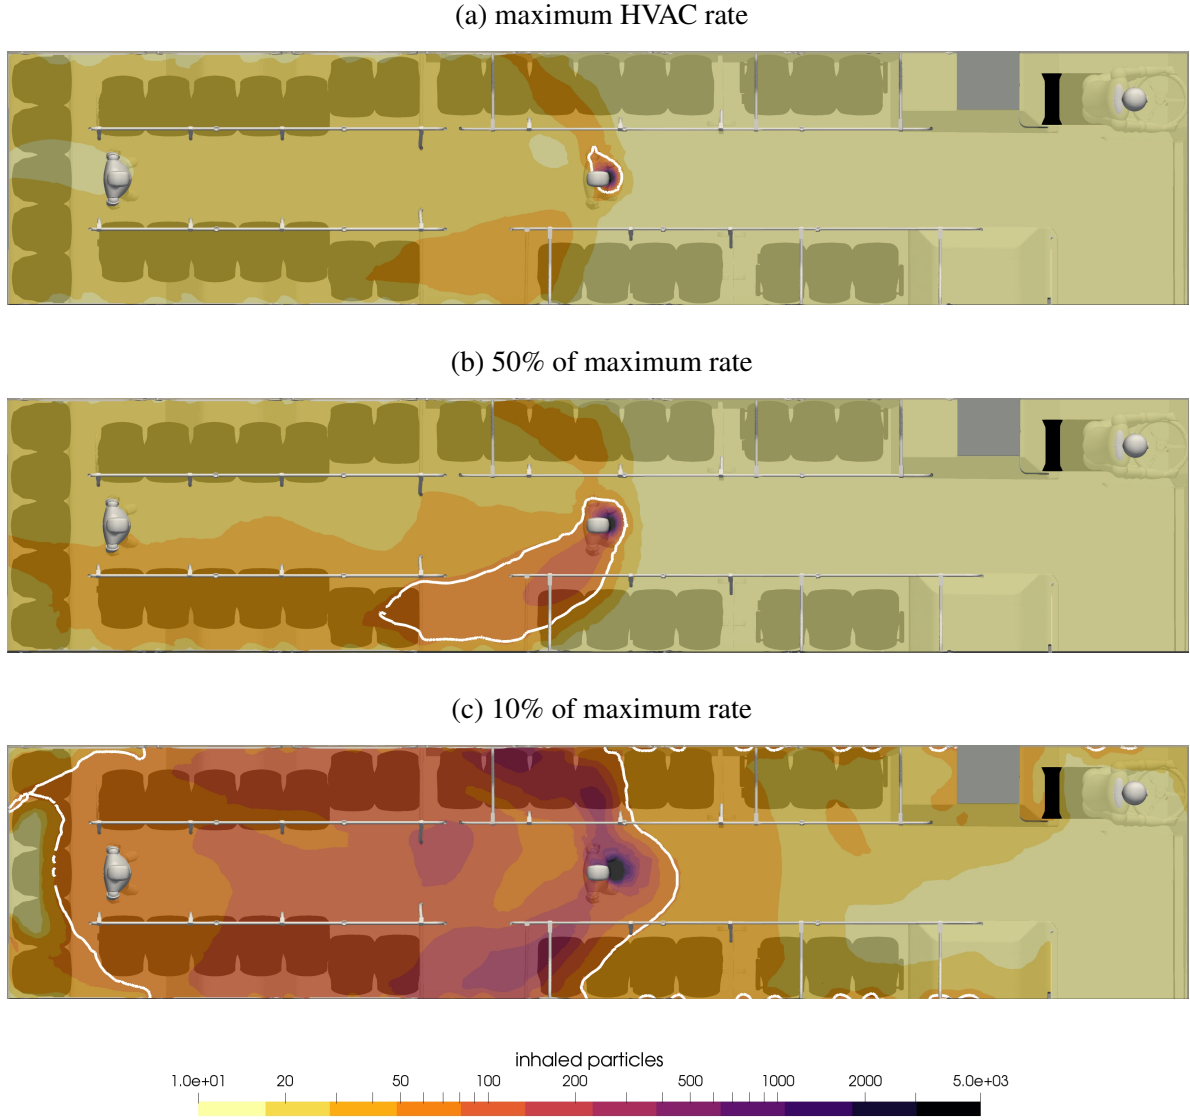 (a) maximum HVAC rate
(b) 50% of maximum rate
(c) 10% of maximum rate
inhaled particles
1.0e+01 20 50 100 200 500 1000 2000 5.0e+03